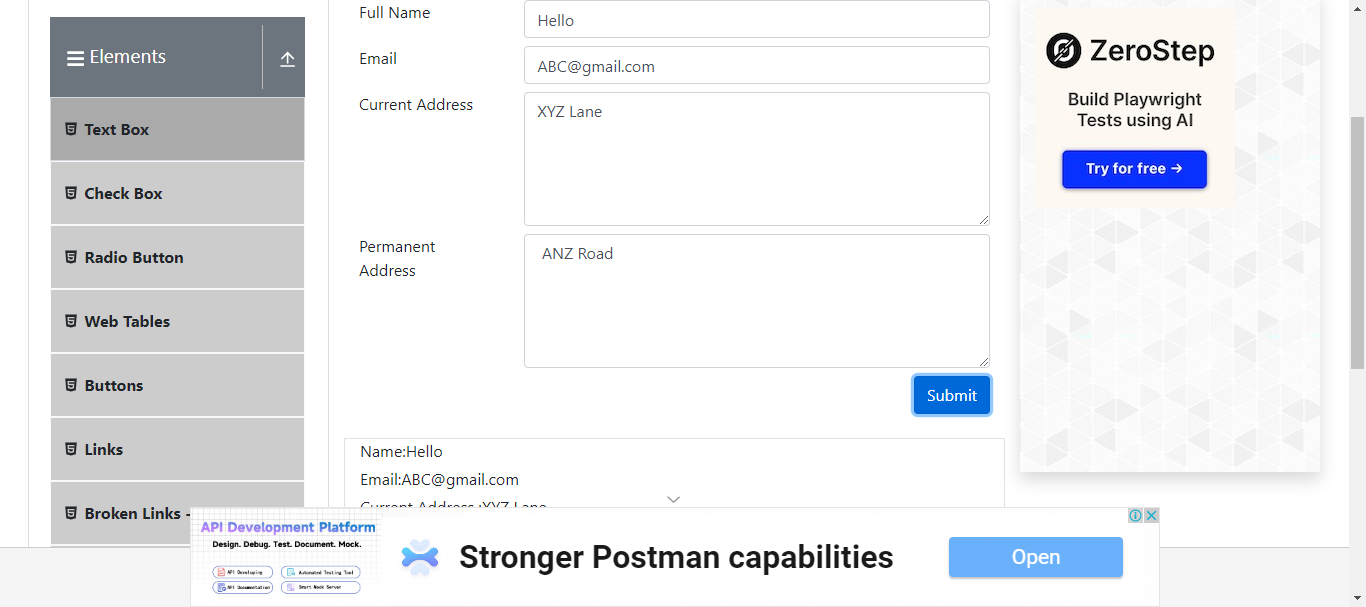 Elements
Text Box
Check Box
Radio Button
Web Tables
Buttons
Links
Broken Links -
Full Name
Hello
Email
ABC@gmail.com
Current Address
XYZ Lane
Permanent
Address
ANZ Road
Submit
Name:Hello
Email:ABC@gmail.com
Current Address :XYZ Lane
ZeroStep
Build Playwright
Tests using AI
Try for free →
API Development Platform
Design. Debug. Test. Document. Mock.
API Developing
Automated Testing Tool
API Documentation
Smart Mock Server
Stronger Postman capabilities
Open